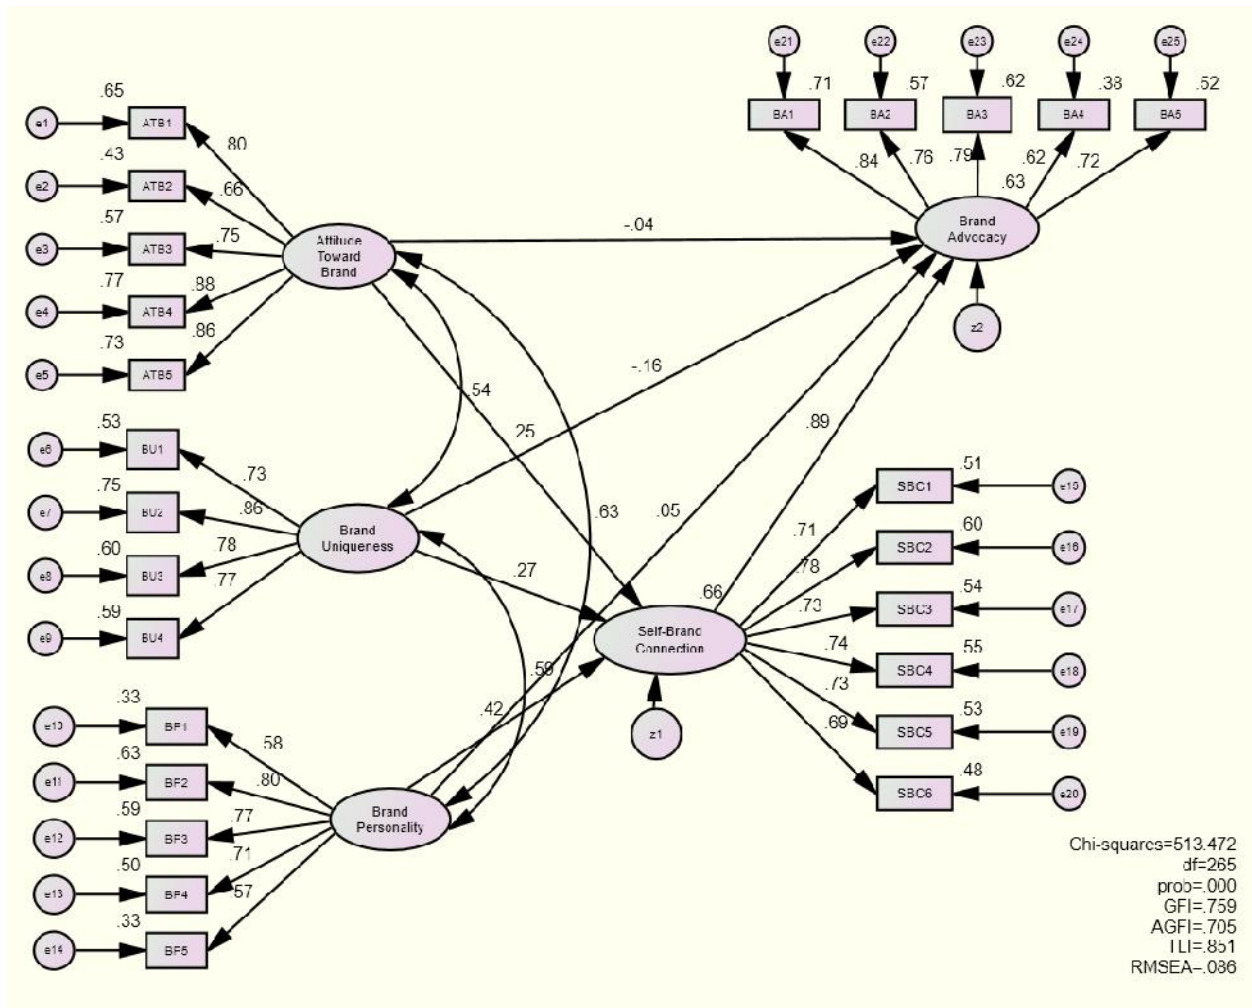 e21 e22 e23 e24 e25
.71 .57 .62 .38 .52
BA1 BA2 BA3 BA4 BA5
.84 .76 .79 .62 .72
.63
Brand
Advocacy
z2
.65
e1 ATB1 .80
.43
e2 ATB2 .66
.57
e3 ATB3 .75
.77
e4 ATB4 .88
.73
e5 ATB5 .86
Attitude
Toward
Brand
-.04
-.16
.54
.25
.89
.63
.05
.53
e6 BU1 .73
.75
e7 BU2 .86
.60
e8 BU3 .78
.59
e9 BU4 .77
Brand
Uniqueness
.27
.66
Self-Brand
Connection
z1
.51
.71 SBC1 e15
.60
.78 SBC2 e16
.54
.73 SBC3 e17
.55
.74 SBC4 e18
.53
.73 SBC5 e19
.48
.69 SBC6 e20
.59
.42
.33
e10 BP1 .58
.63
e11 BP2 .80
.59
e12 BP3 .77
.50
e13 BP4 .71
.33
e14 BP5 .57
Brand
Personality
Chi-squares=513.472
df=265
prob=.000
GFI=.759
AGFI=.705
TLI=.851
RMSEA=.086